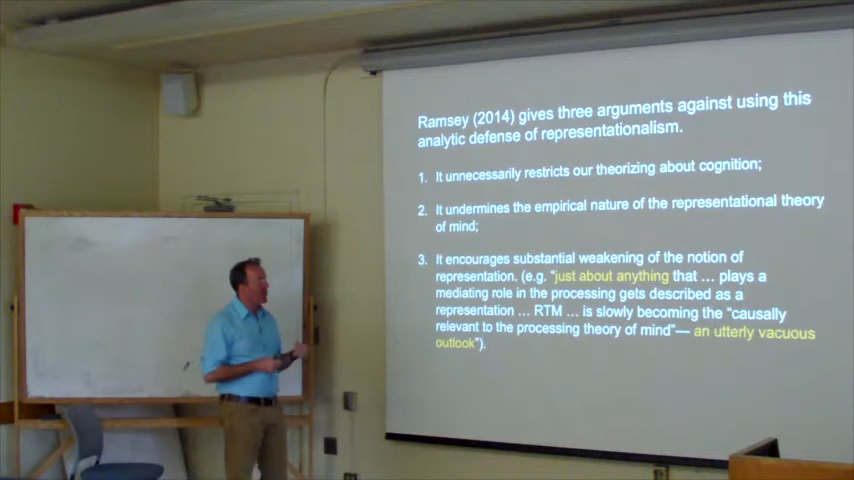 Ramsey (2014) gives three arguments against using this
analytic defense of representationalism.
1. It unnecessarily restricts our theorizing about cognition;
2. It undermines the empirical nature of the representational theory
of mind;
3. It encourages substantial weakening of the notion of
representation. (e.g. “just about anything that … plays a
mediating role in the processing gets described as a
representation … RTM … is slowly becoming the “causally
relevant to the processing theory of mind”— an utterly vacuous
outlook”).